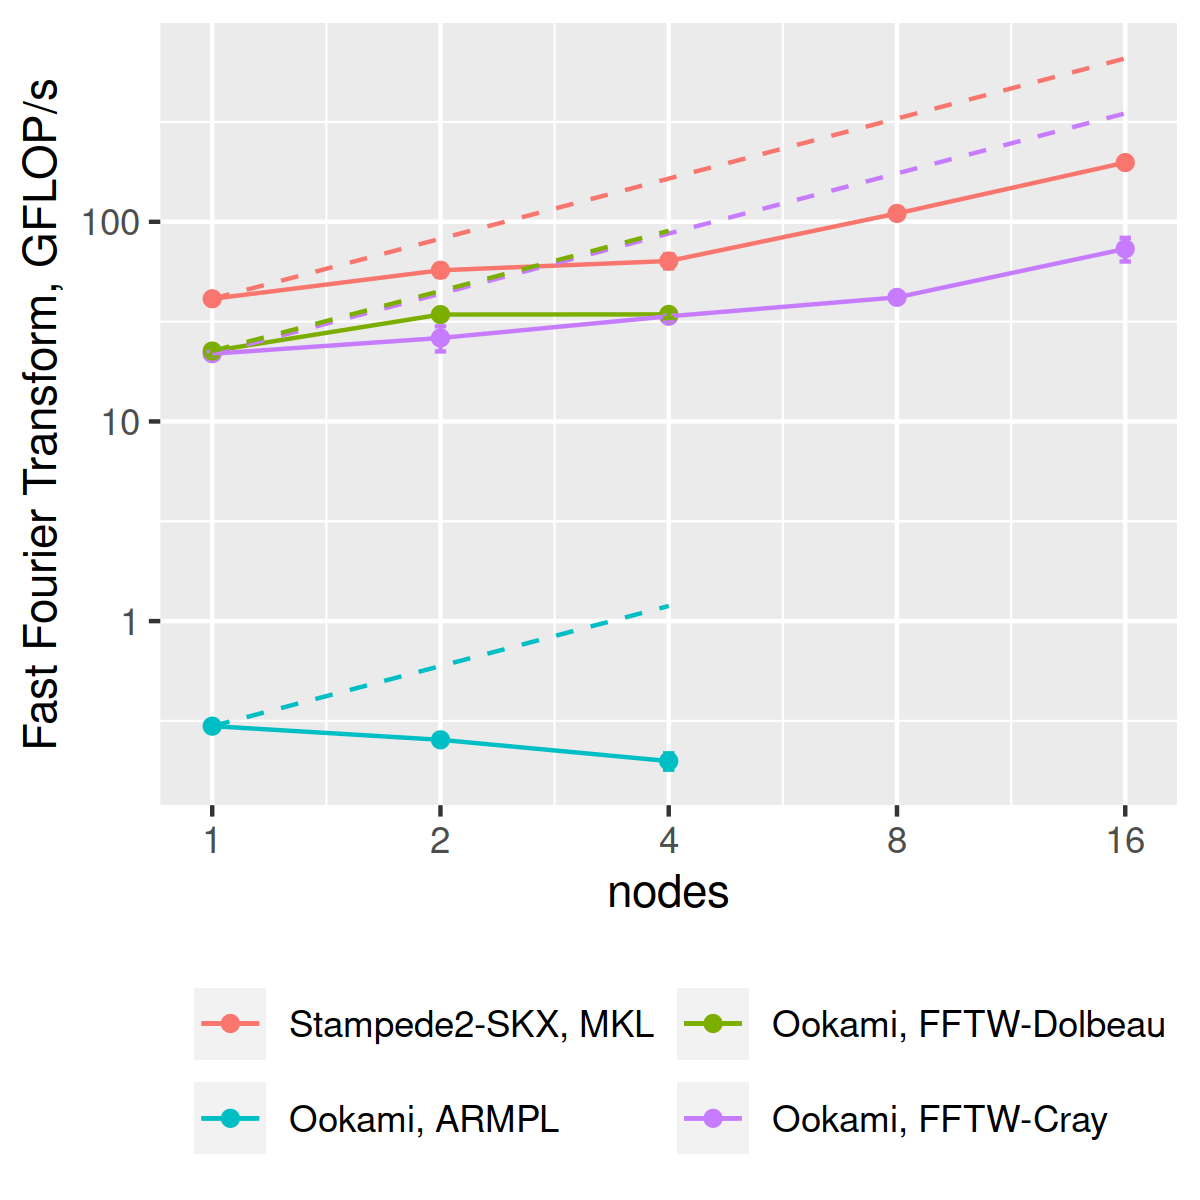 Fast Fourier Transform, GFLOP/s
100
10
1
1 2 4 8 16
nodes
Stampede2-SKX, MKL
Ookami, FFTW-Dolbeau
Ookami, ARMPL
Ookami, FFTW-Cray